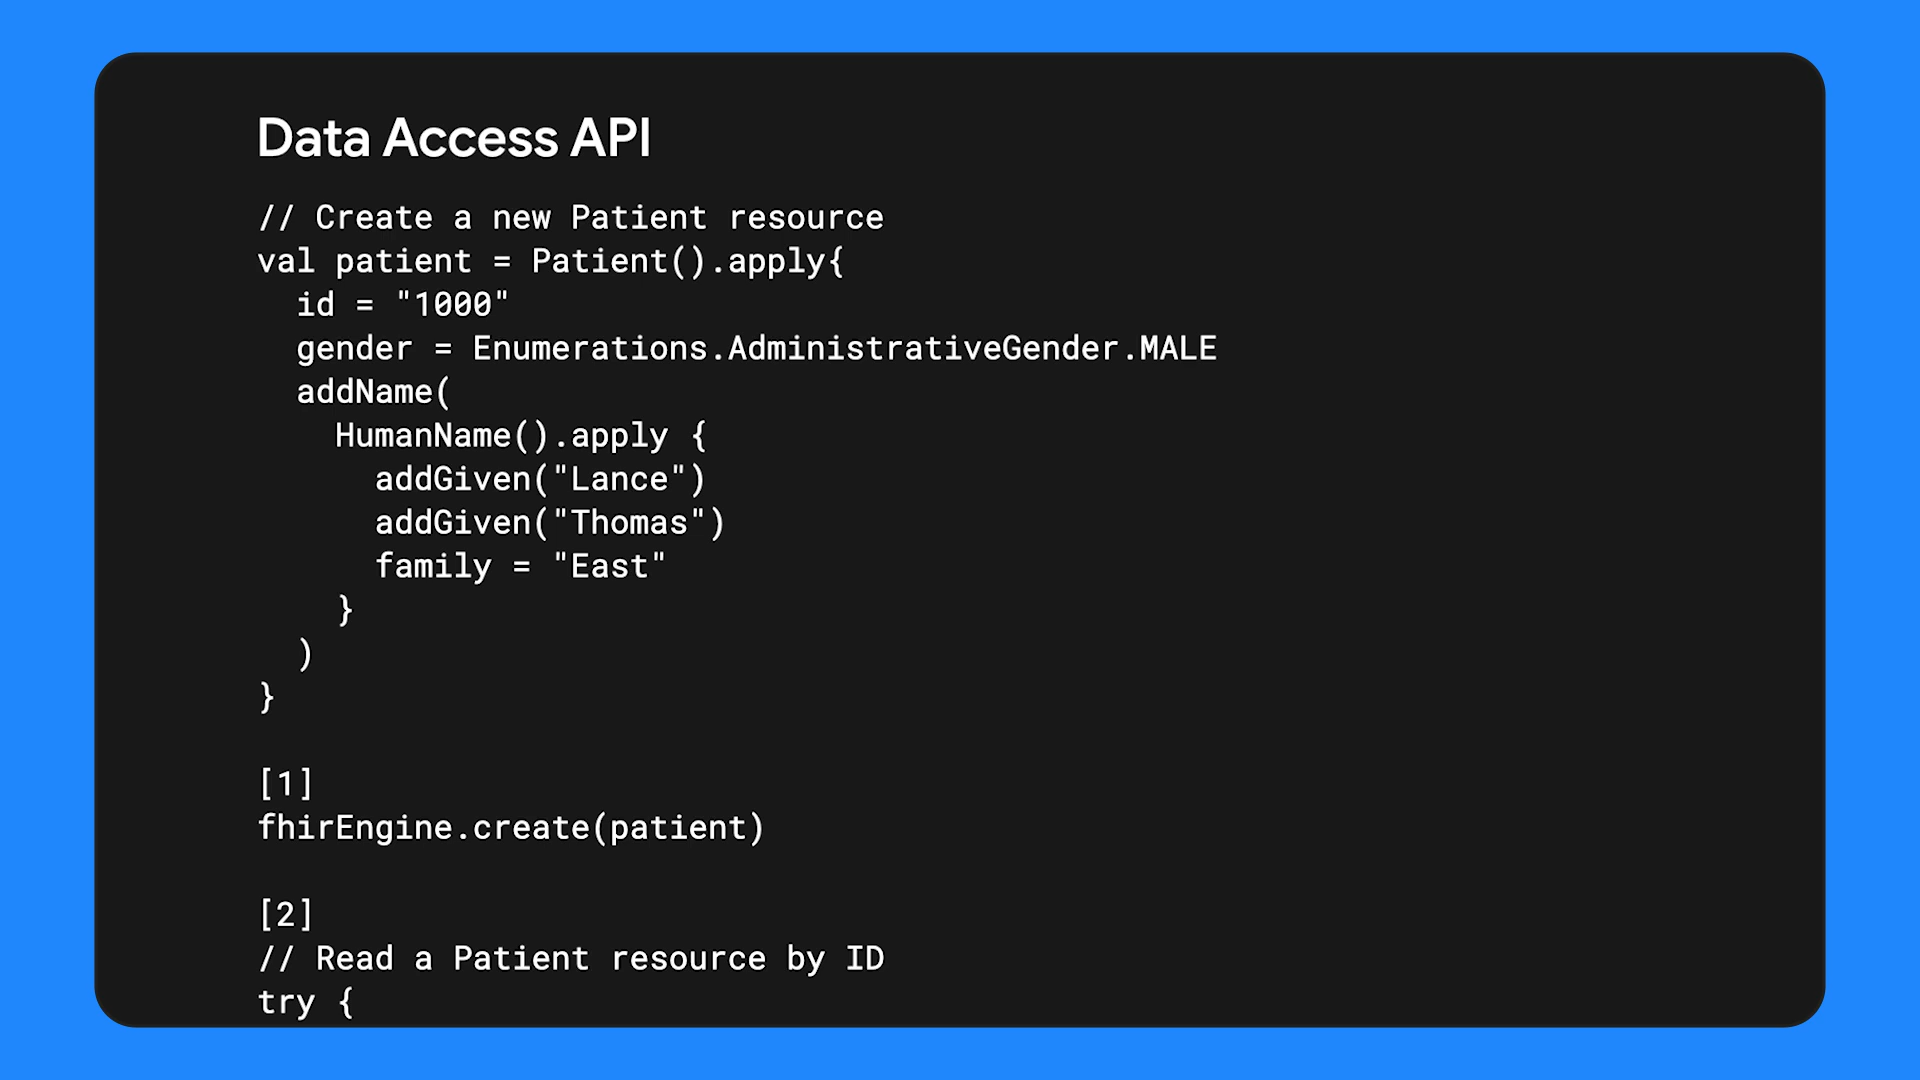 Data Access API
// Create a new Patient resource
val patient = Patient().apply{
  id = "1000"
  gender = Enumerations.AdministrativeGender.MALE
  addName(
    HumanName().apply {
      addGiven("Lance")
      addGiven("Thomas")
      family = "East"
    }
  )
}
[1]
fhirEngine.create(patient)
[2]
// Read a Patient resource by ID
try {